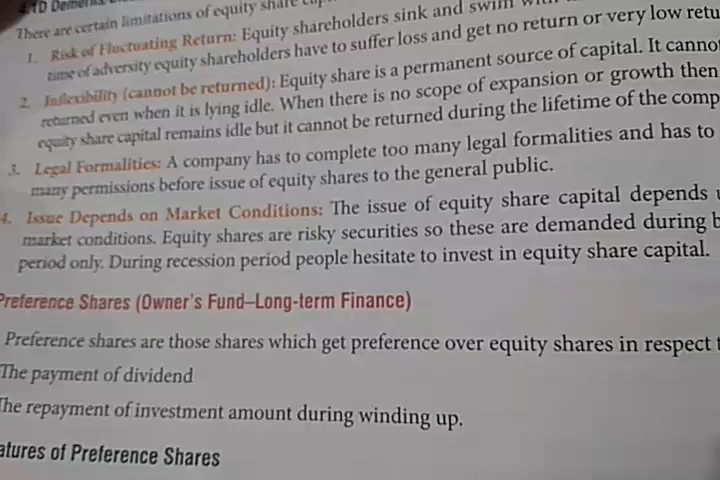 4.1D Demerits
There are certain limitations of equity share
1. Risk of Fluctuating Return: Equity shareholders sink and swim with
time of adversity equity shareholders have to suffer loss and get no return or very low retu
2. Inflexibility (cannot be returned): Equity share is a permanent source of capital. It canno
returned even when it is lying idle. When there is no scope of expansion or growth then
equity share capital remains idle but it cannot be returned during the lifetime of the comp
3. Legal Formalities: A company has to complete too many legal formalities and has to
many permissions before issue of equity shares to the general public.
4. Issue Depends on Market Conditions: The issue of equity share capital depends u
market conditions. Equity shares are risky securities so these are demanded during b
period only. During recession period people hesitate to invest in equity share capital.
Preference Shares (Owner's Fund–Long-term Finance)
Preference shares are those shares which get preference over equity shares in respect t
The payment of dividend
The repayment of investment amount during winding up.
atures of Preference Shares